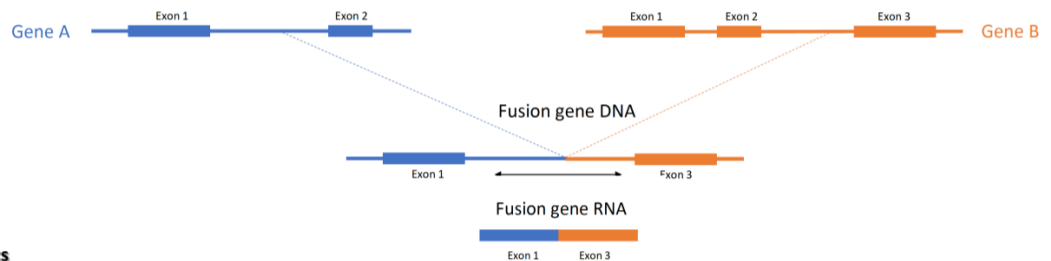 Exon 1 Exon 2 Exon 1 Exon 2 Exon 3
Gene A Gene B
Fusion gene DNA
Exon 1 Exon 3
Fusion gene RNA
Exon 1 Exon 3